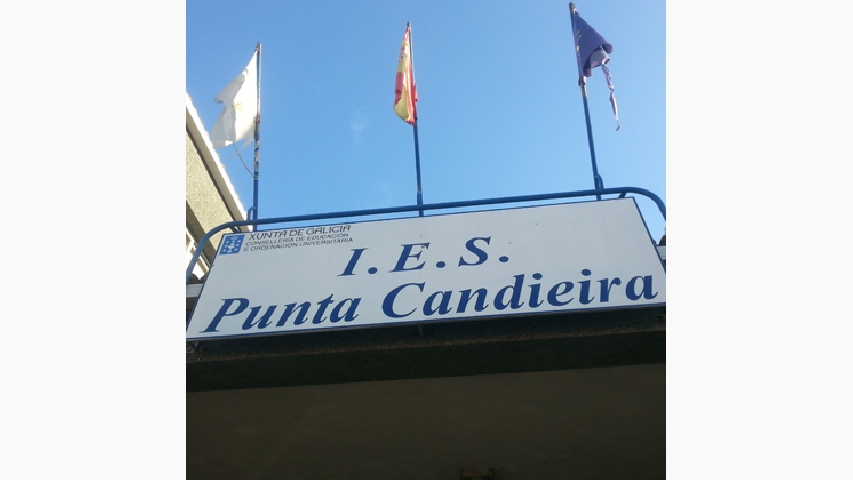 XUNTA DE GALICIA
CONSELLERÍA DE EDUCACIÓN
E ORDENACIÓN UNIVERSITARIA
I.E.S.
Punta Candieira